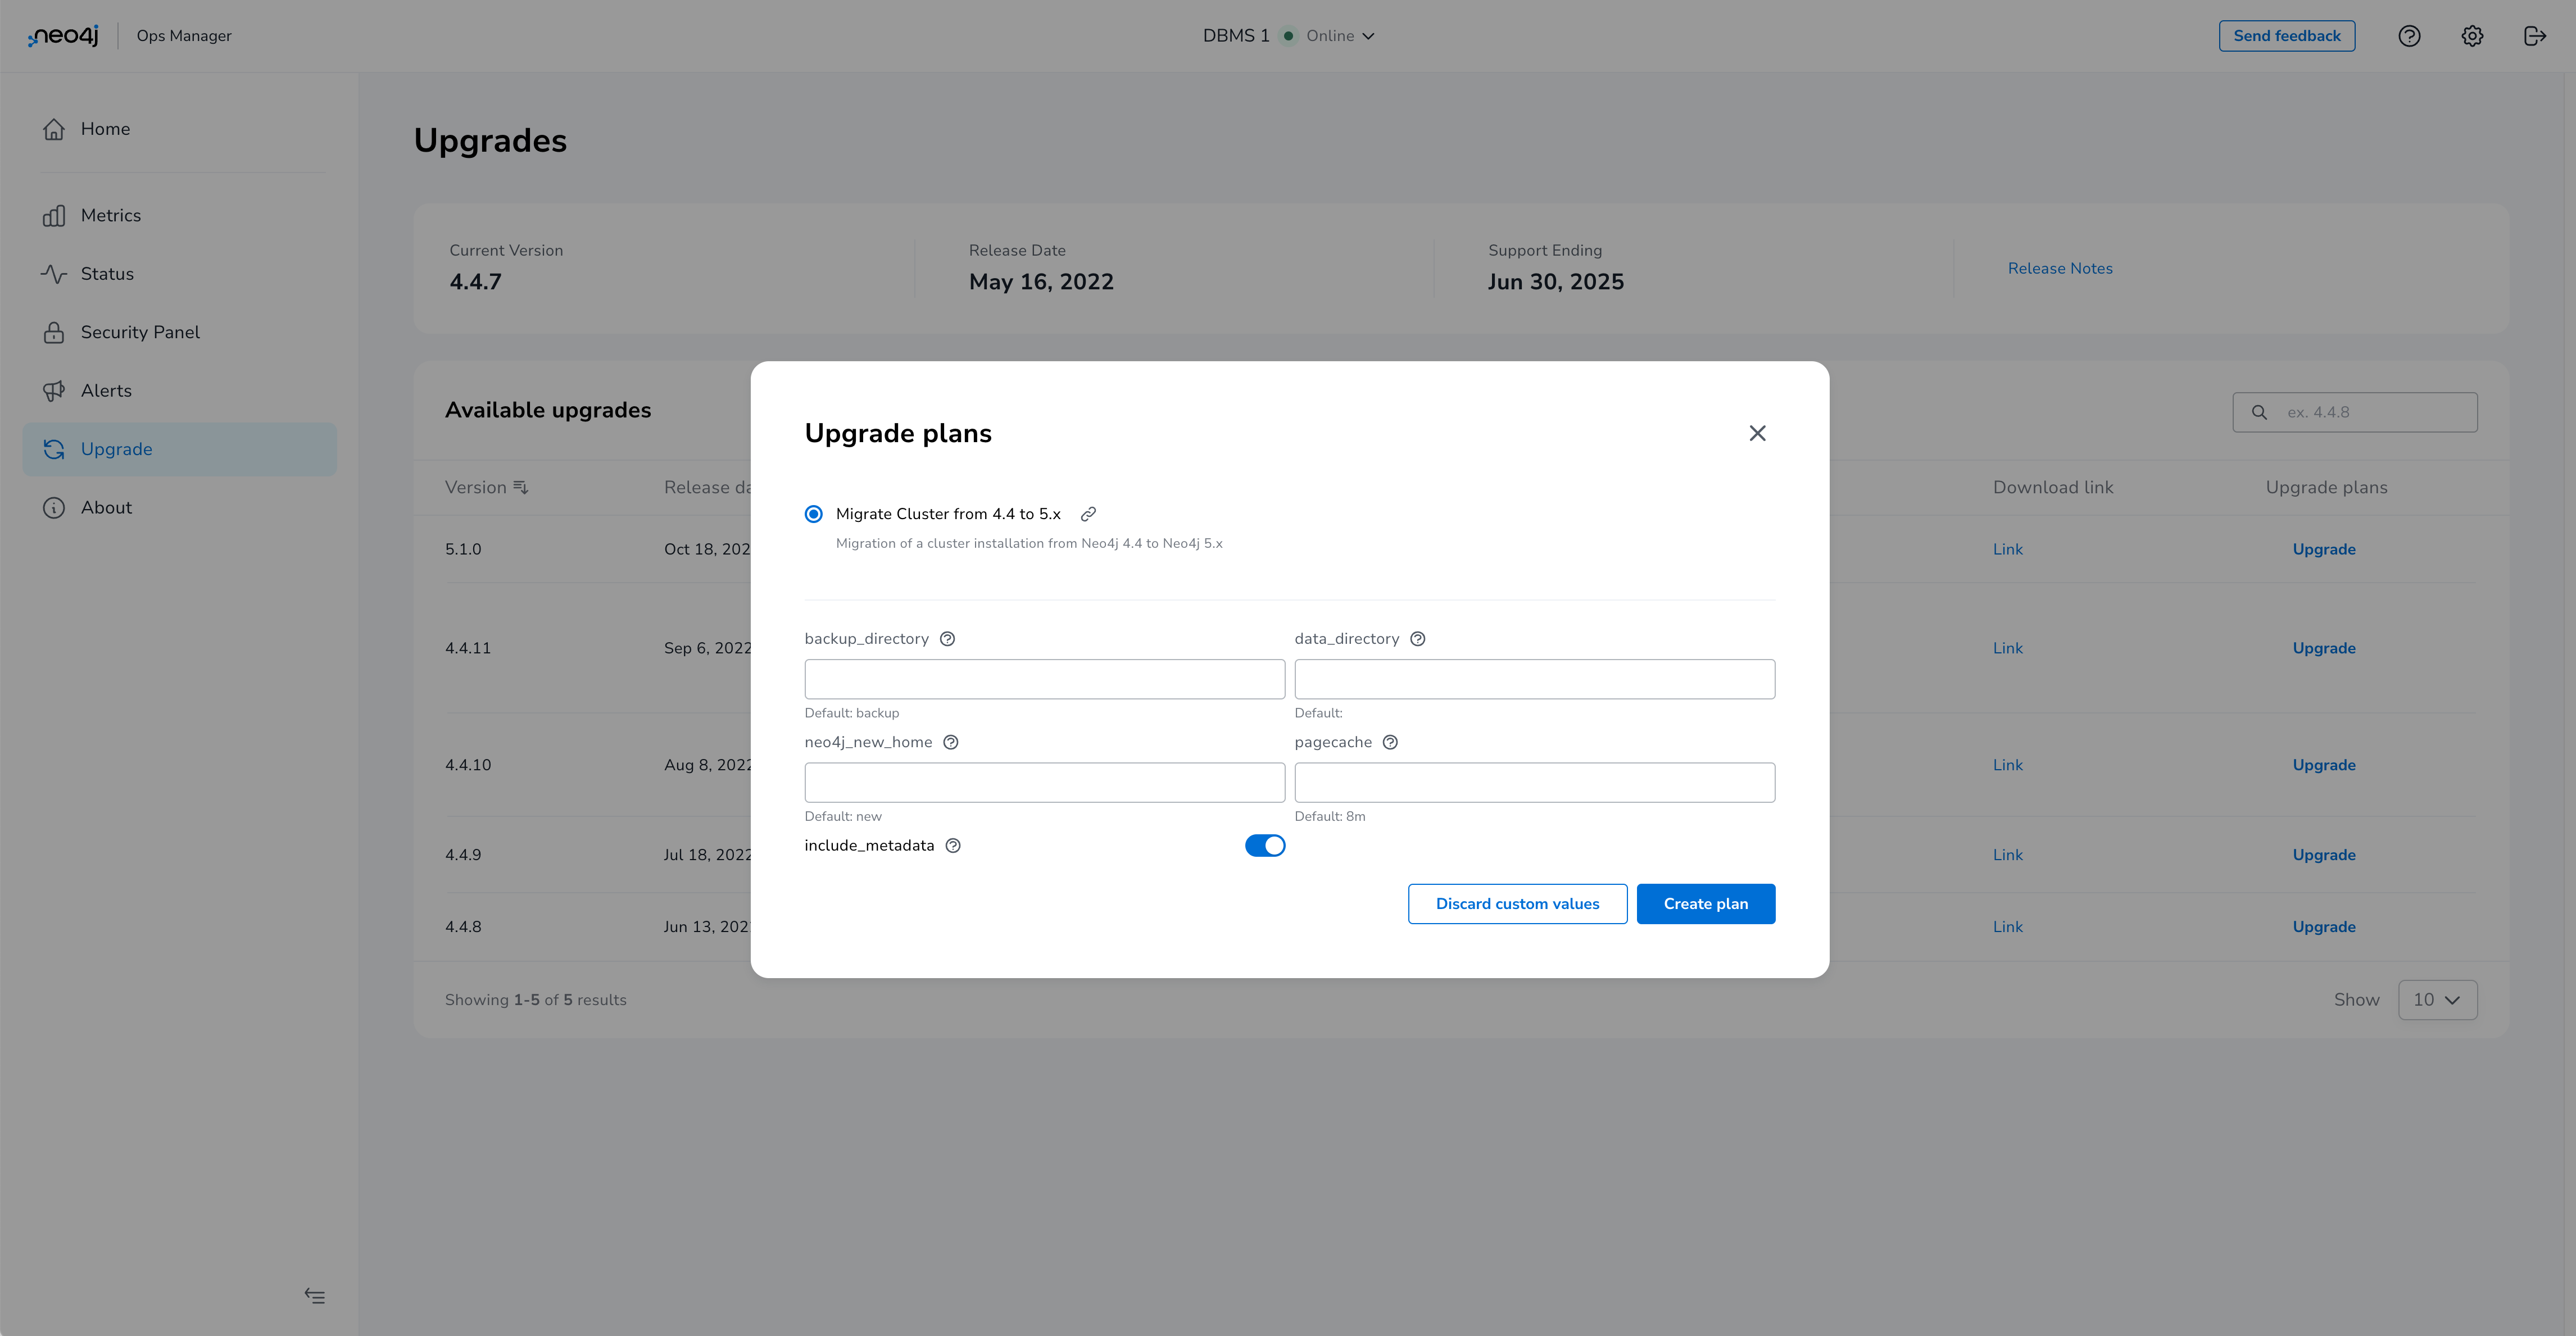 neo4j Ops Manager DBMS 1 Online Send feedback
Home
Metrics
Status
Security Panel
Alerts
Upgrade
About
Upgrades
Current Version Release Date Support Ending
4.4.7 May 16, 2022 Jun 30, 2025 Release Notes
Available upgrades ex. 4.4.8
Version Release da Download link Upgrade plans
5.1.0 Oct 18, 202 Link Upgrade
4.4.11 Sep 6, 2022 Link Upgrade
4.4.10 Aug 8, 2022 Link Upgrade
4.4.9 Jul 18, 2022 Link Upgrade
4.4.8 Jun 13, 202 Link Upgrade
Showing 1-5 of 5 results Show 10
Upgrade plans
Migrate Cluster from 4.4 to 5.x
Migration of a cluster installation from Neo4j 4.4 to Neo4j 5.x
backup_directory data_directory
Default: backup Default:
neo4j_new_home pagecache
Default: new Default: 8m
include_metadata
Discard custom values Create plan